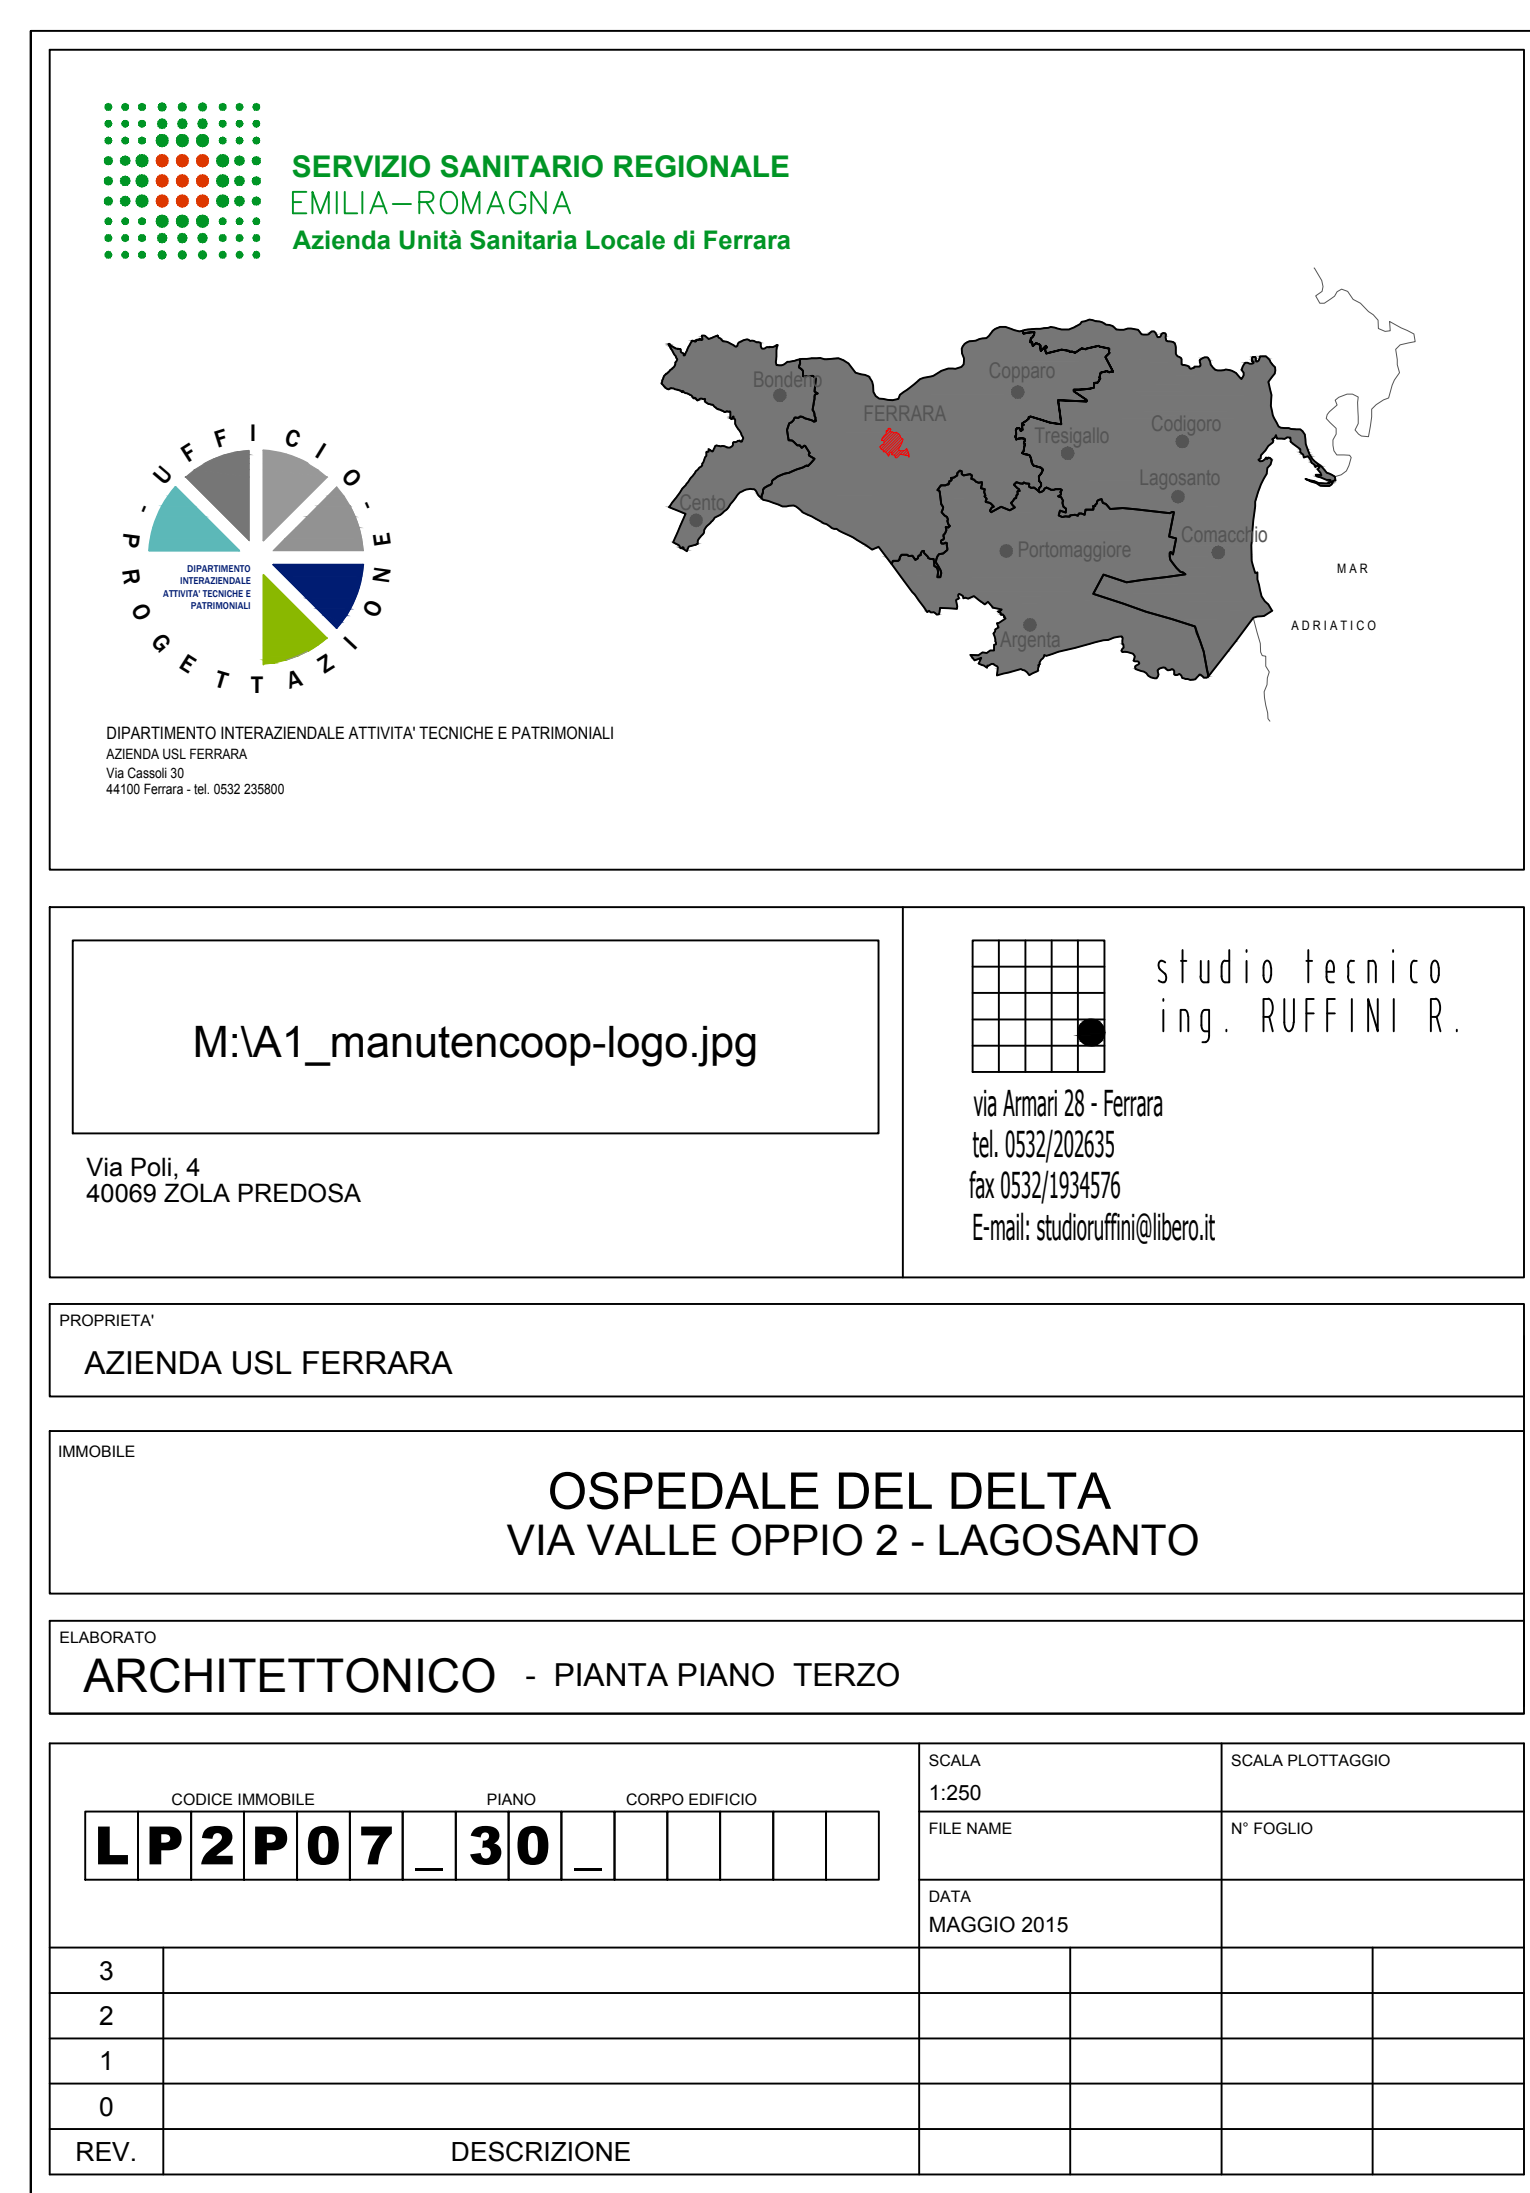 SERVIZIO SANITARIO REGIONALE
EMILIA-ROMAGNA
Azienda Unità Sanitaria Locale di Ferrara
Bondeno
Copparo
FERRARA
Tresigallo
Codigoro
Lagosanto
Cento
Comacchio
Portomaggiore
Argenta
MAR
ADRIATICO
UFFICIO-
-PROGETTAZIONE
DIPARTIMENTO
INTERAZIENDALE
ATTIVITA' TECNICHE E
PATRIMONIALI
DIPARTIMENTO INTERAZIENDALE ATTIVITA' TECNICHE E PATRIMONIALI
AZIENDA USL FERRARA
Via Cassoli 30
44100 Ferrara - tel. 0532 235800
M:\A1_manutencoop-logo.jpg
Via Poli, 4
40069 ZOLA PREDOSA
studio tecnico
ing. RUFFINI R.
via Armari 28 - Ferrara
tel. 0532/202635
fax 0532/1934576
E-mail: studioruffini@libero.it
PROPRIETA'
AZIENDA USL FERRARA
IMMOBILE
OSPEDALE DEL DELTA
VIA VALLE OPPIO 2 - LAGOSANTO
ELABORATO
ARCHITETTONICO - PIANTA PIANO TERZO
CODICE IMMOBILE PIANO CORPO EDIFICIO
LP2P07_30_
SCALA
1:250
SCALA PLOTTAGGIO
FILE NAME
N° FOGLIO
DATA
MAGGIO 2015
3
2
1
0
REV. DESCRIZIONE